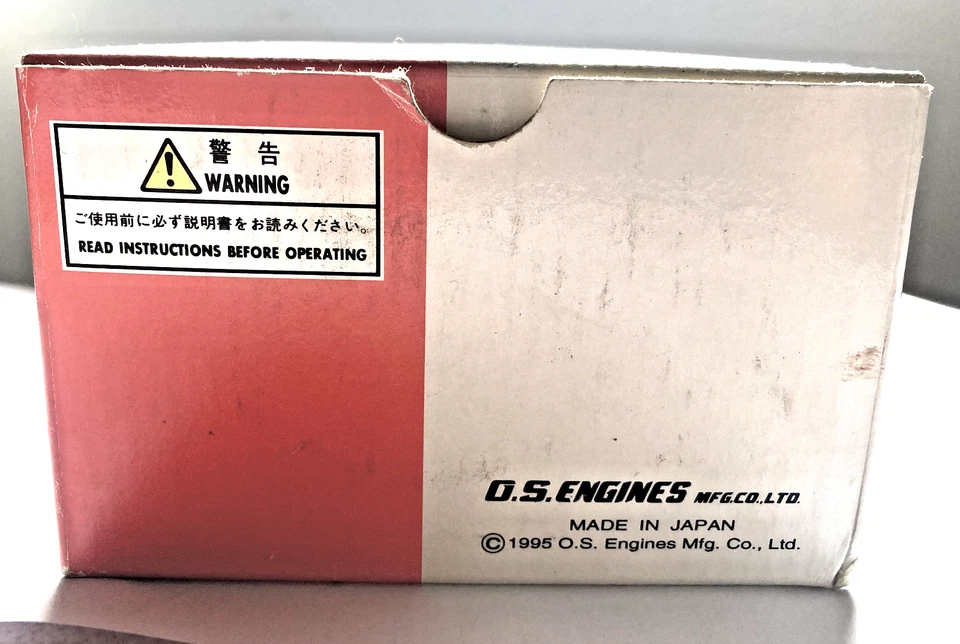 警告
WARNING
ご使用前に必ず説明書をお読みください。
READ INSTRUCTIONS BEFORE OPERATING
O.S. ENGINES MFG.CO.,LTD.
MADE IN JAPAN
©1995 O.S. Engines Mfg. Co., Ltd.